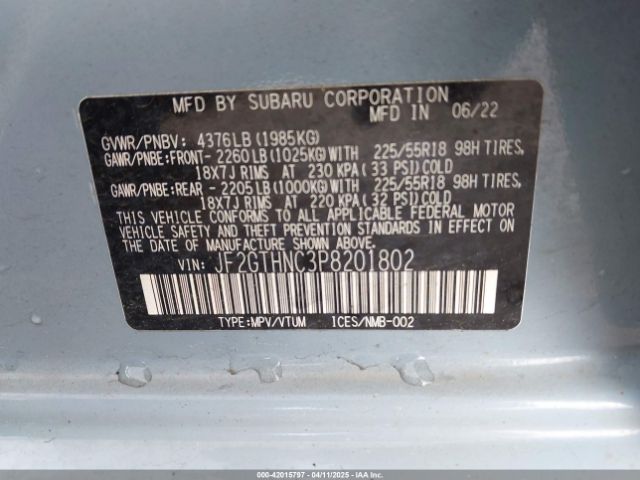 MFD BY SUBARU CORPORATION
MFD IN 06/22
GVWR/PNBV: 4376LB(1985KG)
GAWR/PNBE:FRONT-2260LB(1025KG)WITH 225/55R18 98H TIRES,
18X7J RIMS AT 230 KPA( 33 PSI)COLD
GAWR/PNBE:REAR -2205LB(1000KG)WITH 225/55R18 98H TIRES,
18X7J RIMS AT 220 KPA( 32 PSI)COLD
THIS VEHICLE CONFORMS TO ALL APPLICABLE FEDERAL MOTOR
VEHICLE SAFETY AND THEFT PREVENTION STANDARDS IN EFFECT ON
THE DATE OF MANUFACTURE SHOWN ABOVE.
VIN: JF2GTHNC3P8201802
TYPE:MPV/VTUM ICES/NMB-002
000-42015797 - 04/11/2025 - IAAI.COM